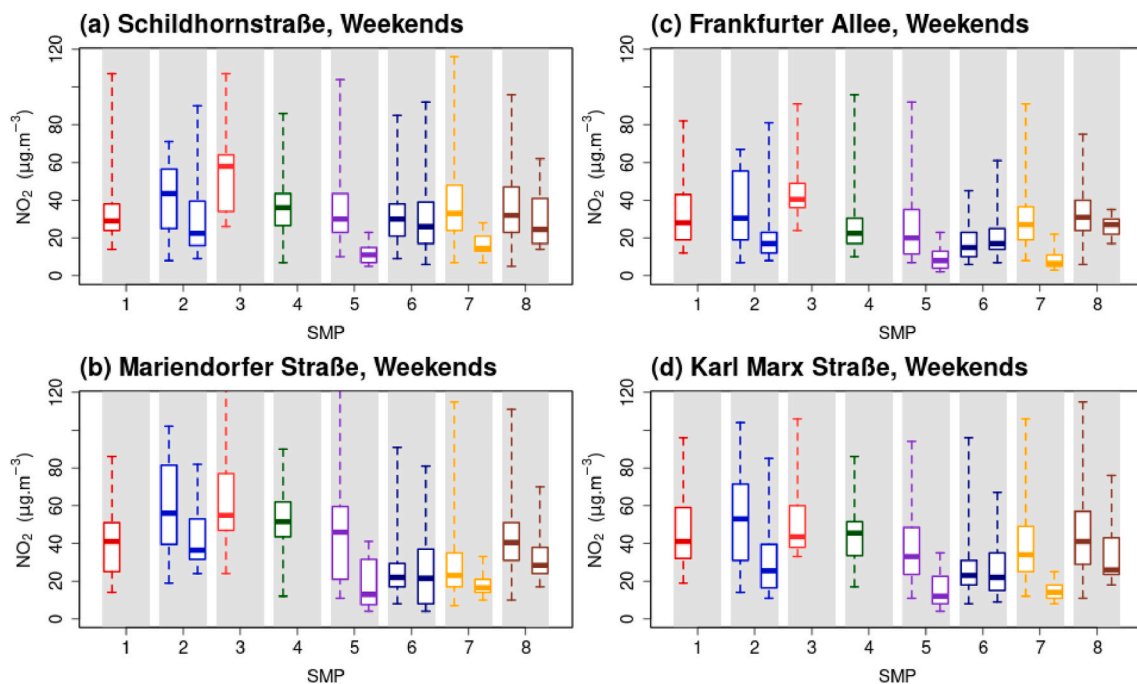 (a) Schildhornstraße, Weekends
120
80
60
40
20
0
NO₂ (µg.m⁻³)
1 2 3 4 5 6 7 8
SMP
(c) Frankfurter Allee, Weekends
120
80
60
40
20
0
NO₂ (µg.m⁻³)
1 2 3 4 5 6 7 8
SMP
(b) Mariendorfer Straße, Weekends
120
80
60
40
20
0
NO₂ (µg.m⁻³)
1 2 3 4 5 6 7 8
SMP
(d) Karl Marx Straße, Weekends
120
80
60
40
20
0
NO₂ (µg.m⁻³)
1 2 3 4 5 6 7 8
SMP